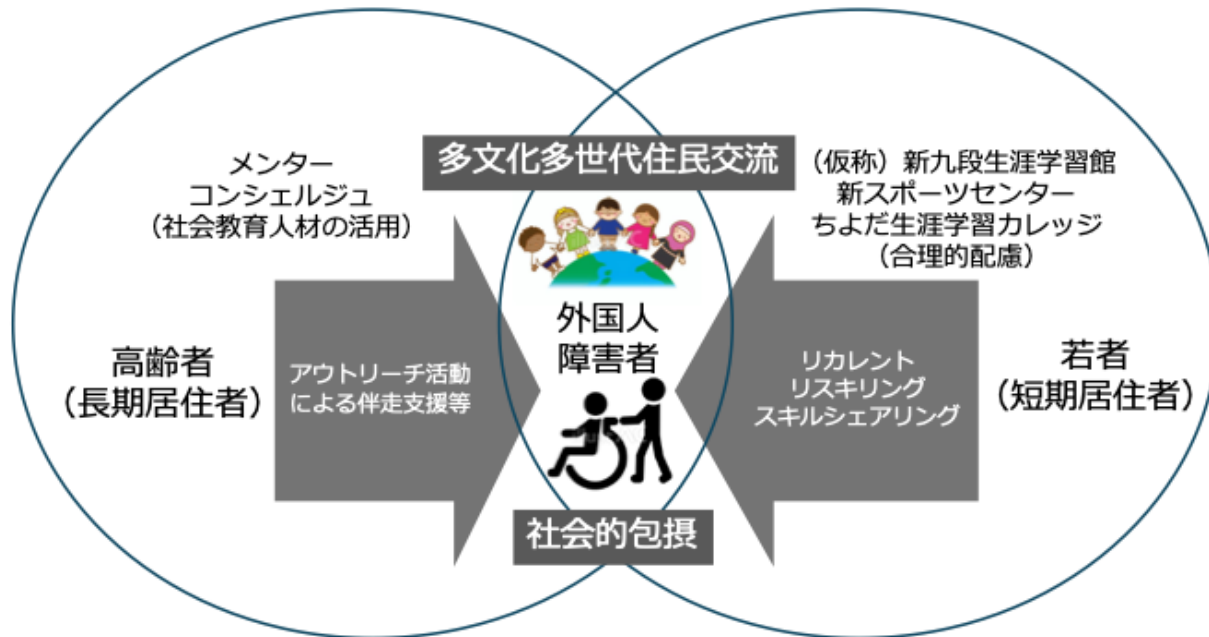 多文化多世代住民交流
メンター
コンシェルジュ
（社会教育人材の活用）
高齢者
（長期居住者）
アウトリーチ活動
による伴走支援等
外国人
障害者
社会的包摂
（仮称）新九段生涯学習館
新スポーツセンター
ちよだ生涯学習カレッジ
（合理的配慮）
リカレント
リスキリング
スキルシェアリング
若者
（短期居住者）